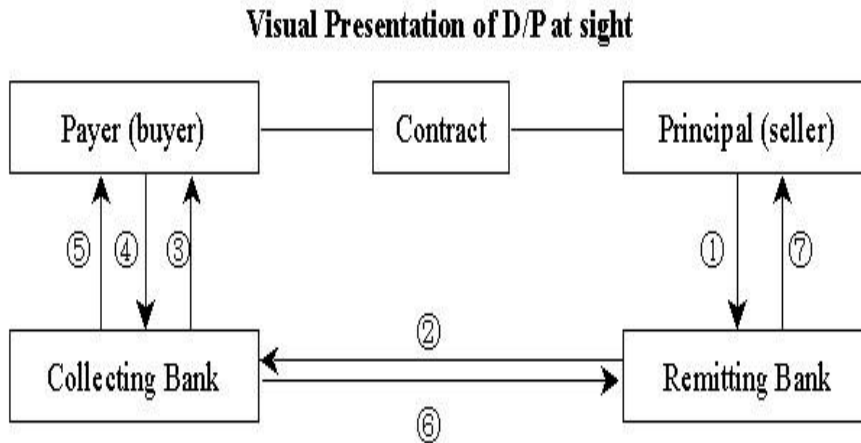 Visual Presentation of D/P at sight
Payer (buyer)
Contract
Principal (seller)
⑤ ④ ③
① ⑦
②
Collecting Bank
Remitting Bank
⑥